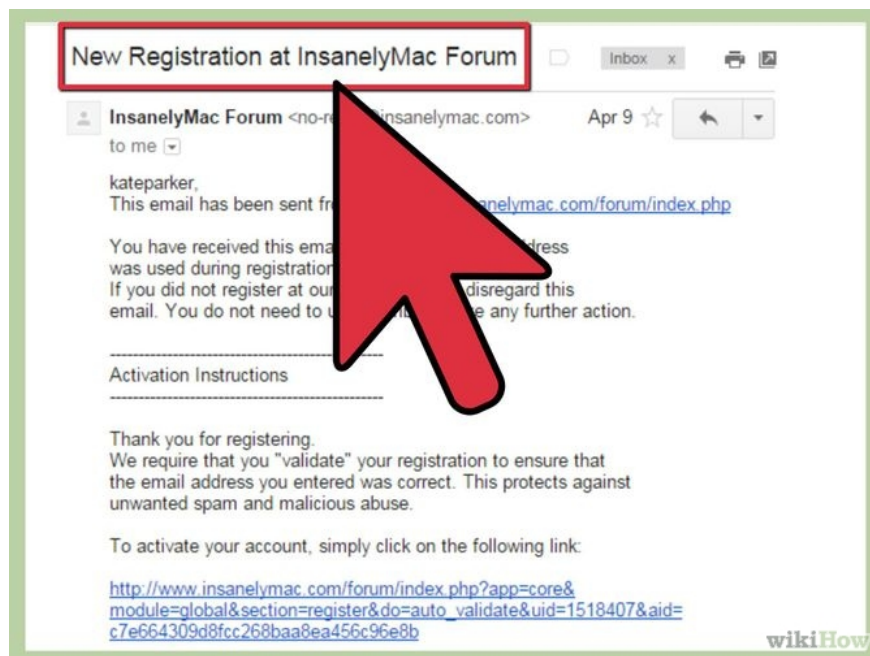 New Registration at InsanelyMac Forum
Inbox x
InsanelyMac Forum <no-re @insanelymac.com> Apr 9
to me
kateparker,
This email has been sent fr nelymac.com/forum/index.php
You have received this ema dress
was used during registration
If you did not register at our disregard this
email. You do not need to u e any further action.
------------------------------------------------
Activation Instructions
------------------------------------------------
Thank you for registering.
We require that you "validate" your registration to ensure that
the email address you entered was correct. This protects against
unwanted spam and malicious abuse.
To activate your account, simply click on the following link:
http://www.insanelymac.com/forum/index.php?app=core&
module=global&section=register&do=auto_validate&uid=1518407&aid=
c7e664309d8fcc268baa8ea456c96e8b
wikiHow